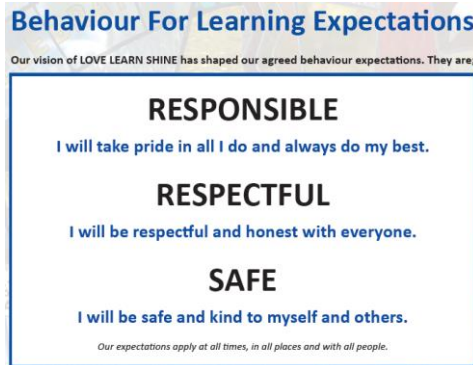 Behaviour For Learning Expectations
Our vision of LOVE LEARN SHINE has shaped our agreed behaviour expectations. They are;
RESPONSIBLE
I will take pride in all I do and always do my best.
RESPECTFUL
I will be respectful and honest with everyone.
SAFE
I will be safe and kind to myself and others.
Our expectations apply at all times, in all places and with all people.